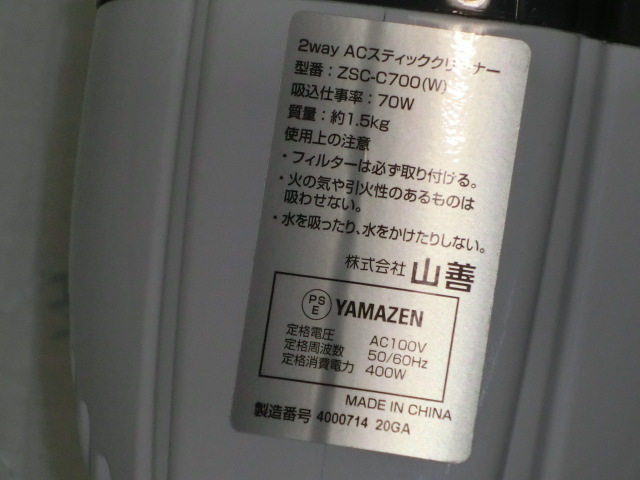 2way ACスティッククリーナー
型番：ZSC-C700(W)
吸込仕事率：70W
質量：約1.5kg
使用上の注意
・フィルターは必ず取り付ける。
・火の気や引火性のあるものは
吸わせない。
・水を吸ったり、水をかけたりしない。
株式会社 山善
PS
E
YAMAZEN
定格電圧 AC100V
定格周波数 50/60Hz
定格消費電力 400W
MADE IN CHINA
製造番号 4000714 20GA